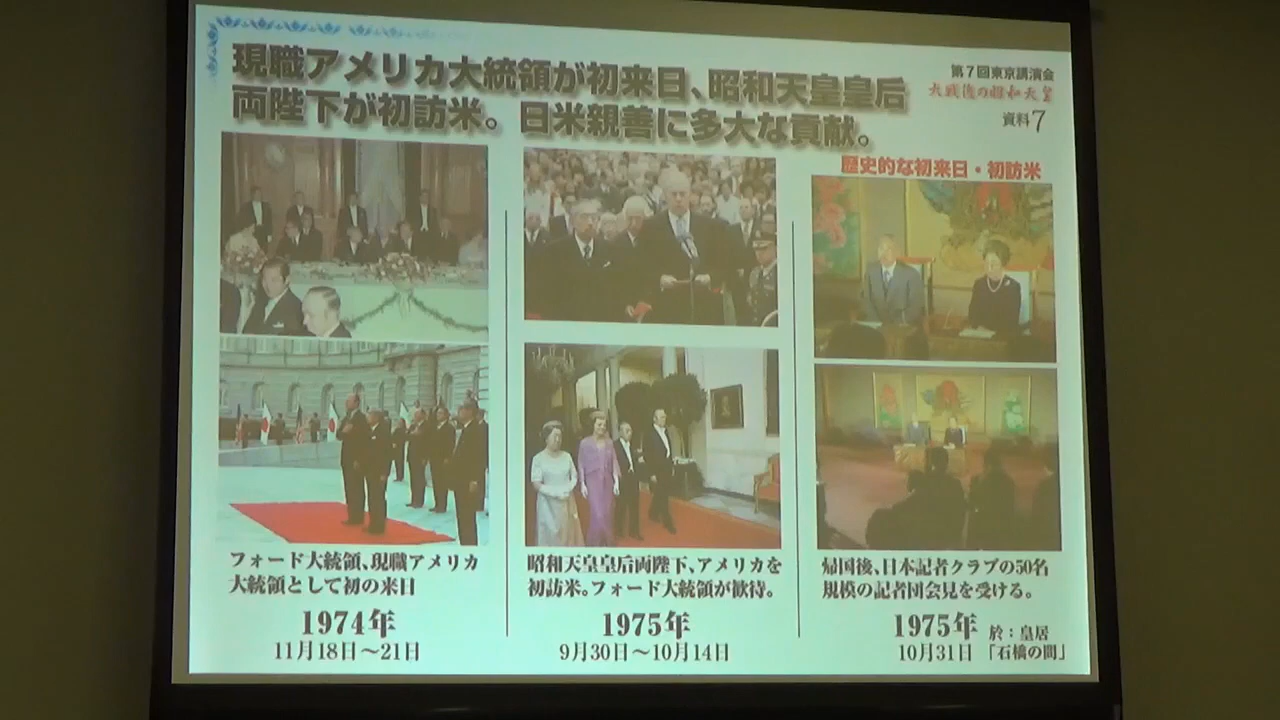 現職アメリカ大統領が初来日、昭和天皇皇后
両陛下が初訪米。日米親善に多大な貢献。
第7回東京講演会
大戦後の昭和天皇
資料7
歴史的な初来日・初訪米
フォード大統領、現職アメリカ
大統領として初の来日
1974年
11月18日〜21日
昭和天皇皇后両陛下、アメリカを
初訪米。フォード大統領が歓待。
1975年
9月30日〜10月14日
帰国後、日本記者クラブの50名
規模の記者団会見を受ける。
1975年 於：皇居
10月31日 「石橋の間」